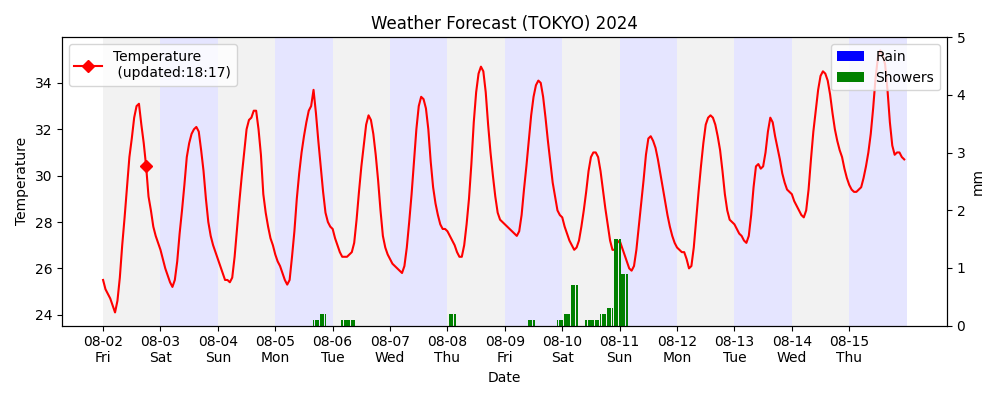 Weather Forecast (TOKYO) 2024
Temperature
(updated:18:17)
Rain
Showers
Temperature
34
32
30
28
26
24
5
4
3
2
1
0
mm
08-02 08-03 08-04 08-05 08-06 08-07 08-08 08-09 08-10 08-11 08-12 08-13 08-14 08-15
Fri Sat Sun Mon Tue Wed Thu Fri Sat Sun Mon Tue Wed Thu
Date